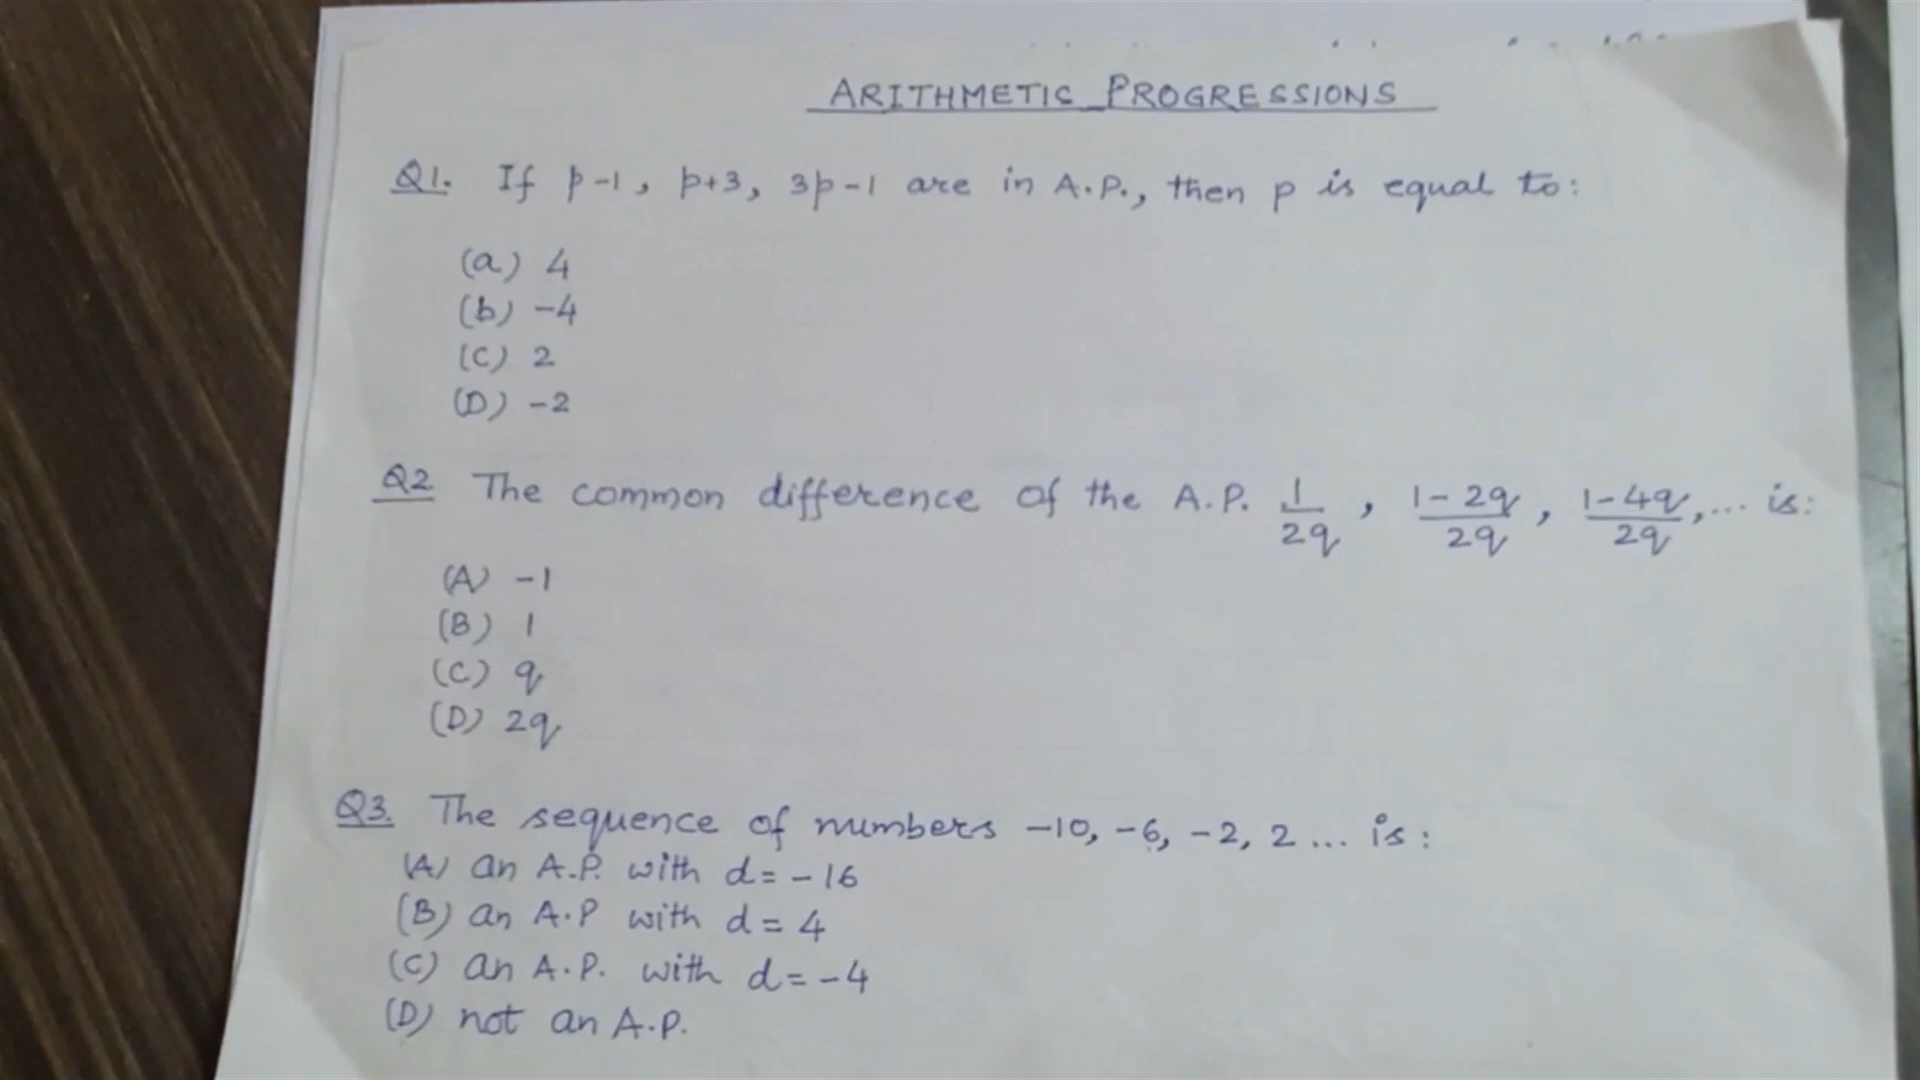 ARITHMETIC PROGRESSIONS
Q1. If p-1, p+3, 3p-1 are in A.P., then p is equal to:
(a) 4
(b) -4
(C) 2
(D) -2
Q2 The common difference of the A.P. 1/2q, 1-2q/2q, 1-4q/2q,... is:
(A) -1
(B) 1
(C) q
(D) 2q
Q3. The sequence of numbers -10, -6, -2, 2 ... is:
(A) an A.P. with d= -16
(B) an A.P with d= 4
(C) an A.P. with d= -4
(D) not an A.P.